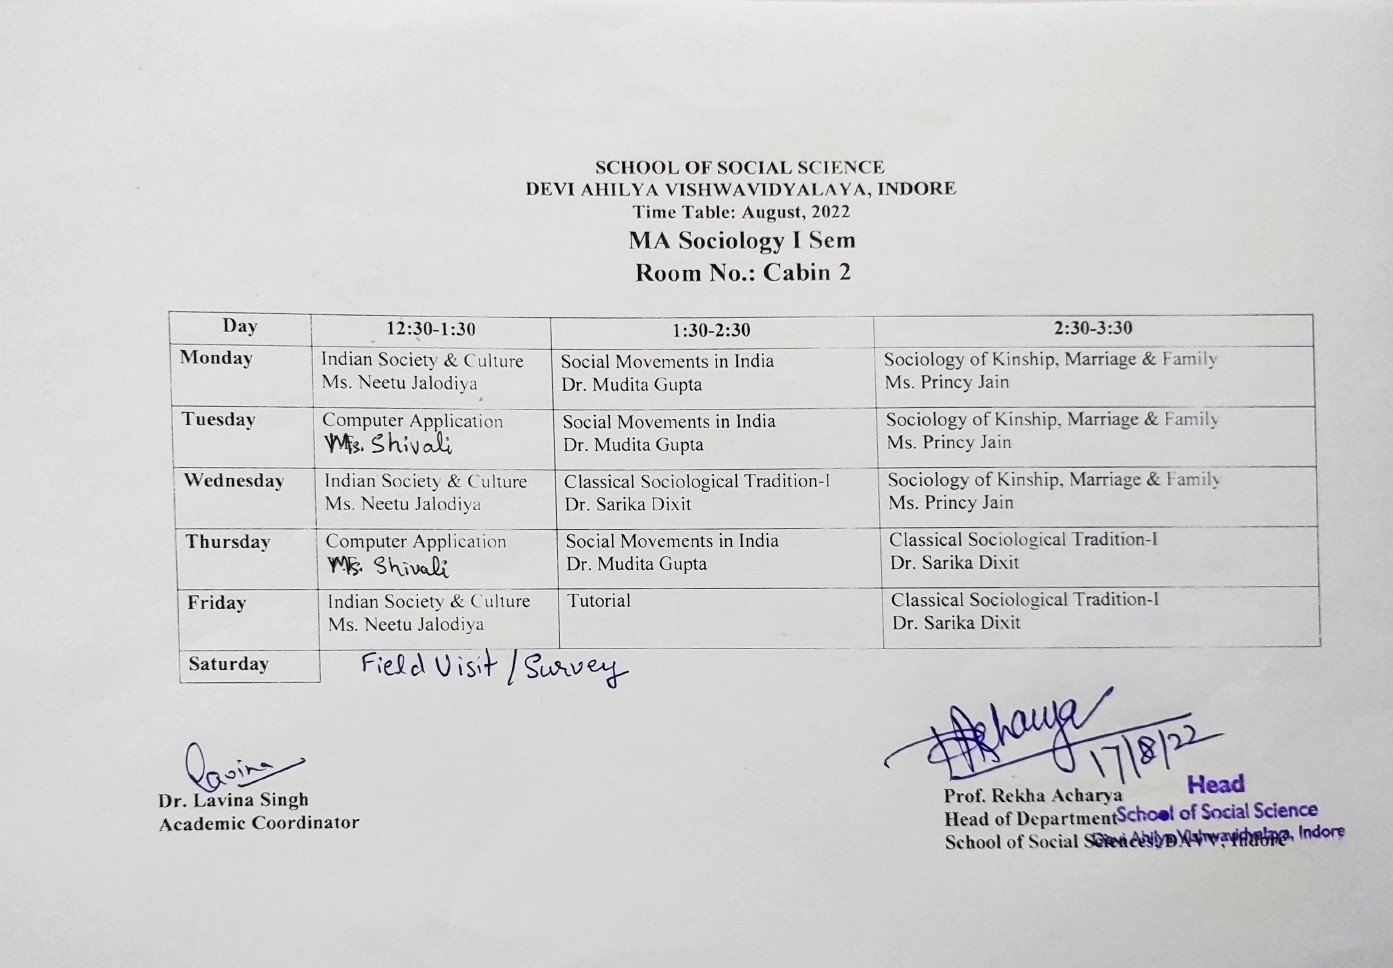 SCHOOL OF SOCIAL SCIENCE
DEVI AHILYA VISHWAVIDYALAYA, INDORE
Time Table: August, 2022
MA Sociology I Sem
Room No.: Cabin 2
Day 12:30-1:30 1:30-2:30 2:30-3:30
Monday Indian Society & Culture Social Movements in India Sociology of Kinship, Marriage & Family
Ms. Neetu Jalodiya Dr. Mudita Gupta Ms. Princy Jain
Tuesday Computer Application Social Movements in India Sociology of Kinship, Marriage & Family
Ms. Shivali Dr. Mudita Gupta Ms. Princy Jain
Wednesday Indian Society & Culture Classical Sociological Tradition-I Sociology of Kinship, Marriage & Family
Ms. Neetu Jalodiya Dr. Sarika Dixit Ms. Princy Jain
Thursday Computer Application Social Movements in India Classical Sociological Tradition-I
Ms. Shivali Dr. Mudita Gupta Dr. Sarika Dixit
Friday Indian Society & Culture Tutorial Classical Sociological Tradition-I
Ms. Neetu Jalodiya Dr. Sarika Dixit
Saturday Field Visit / Survey
Lavina
17/8/22
Dr. Lavina Singh
Academic Coordinator
Prof. Rekha Acharya
Head of Department
School of Social Sciences, DAVV, Indore
Head
School of Social Science
Devi Ahilya Vishwavidyalaya, Indore